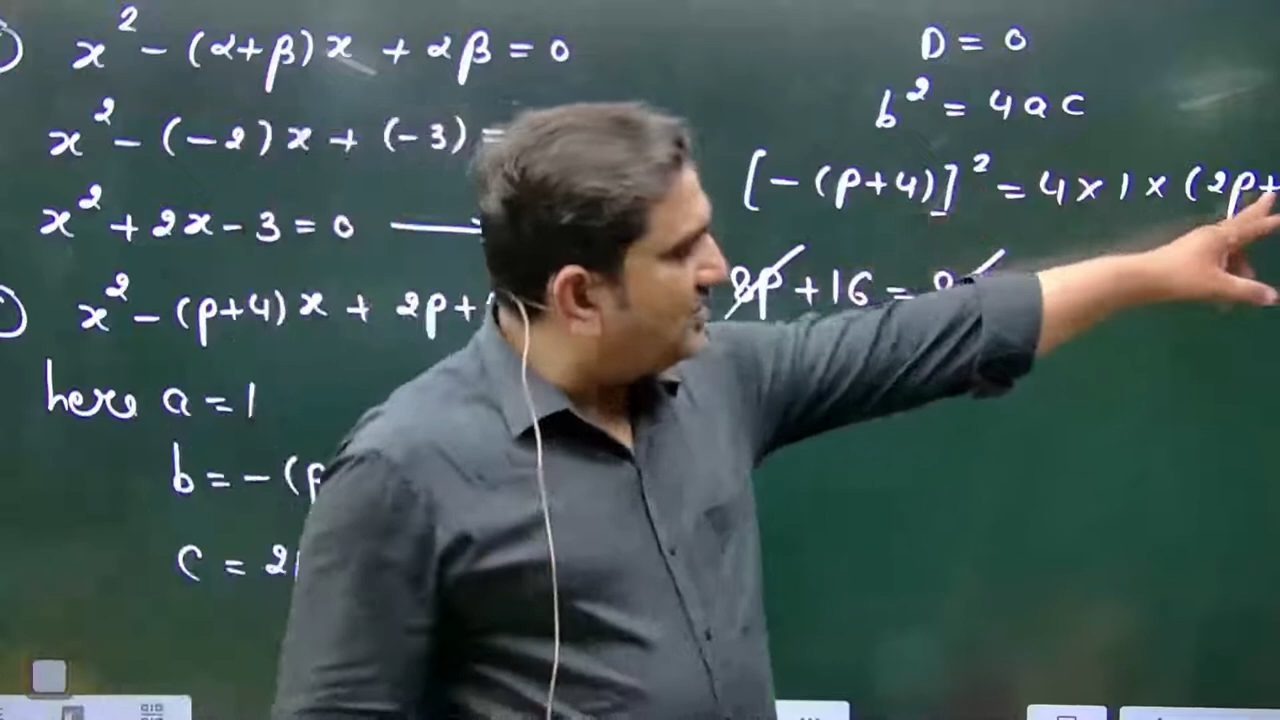 x² - (α+β)x + αβ = 0
x² - (-2)x + (-3) =
x² + 2x - 3 = 0 →
x² - (p+4)x + 2p+
here a = 1
b = -(p
c = 2
D = 0
b² = 4ac
[-(p+4)]² = 4 × 1 × (2p+
8p + 16 =